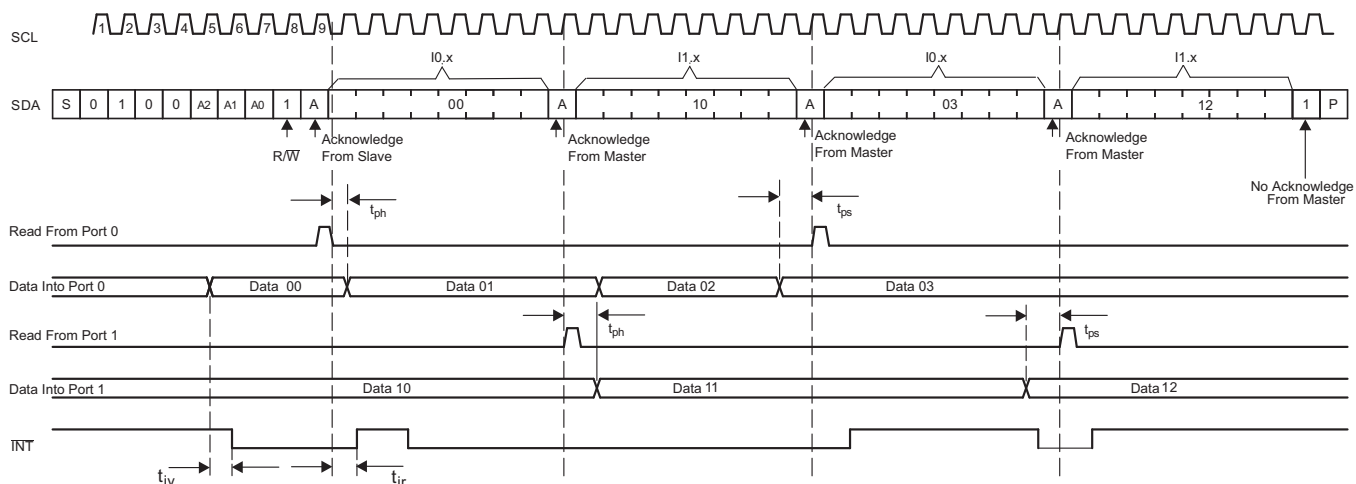 SCL 1 2 3 4 5 6 7 8 9
I0.x I1.x I0.x I1.x
SDA S 0 1 0 0 A2 A1 A0 1 A 00 A 10 A 03 A 12 1 P
R/W̅
Acknowledge
From Slave
Acknowledge
From Master
Acknowledge
From Master
Acknowledge
From Master
No Acknowledge
From Master
tph tps
Read From Port 0
Data Into Port 0 Data 00 Data 01 Data 02 Data 03
tph tps
Read From Port 1
Data Into Port 1 Data 10 Data 11 Data 12
I̅N̅T̅
tiv tir